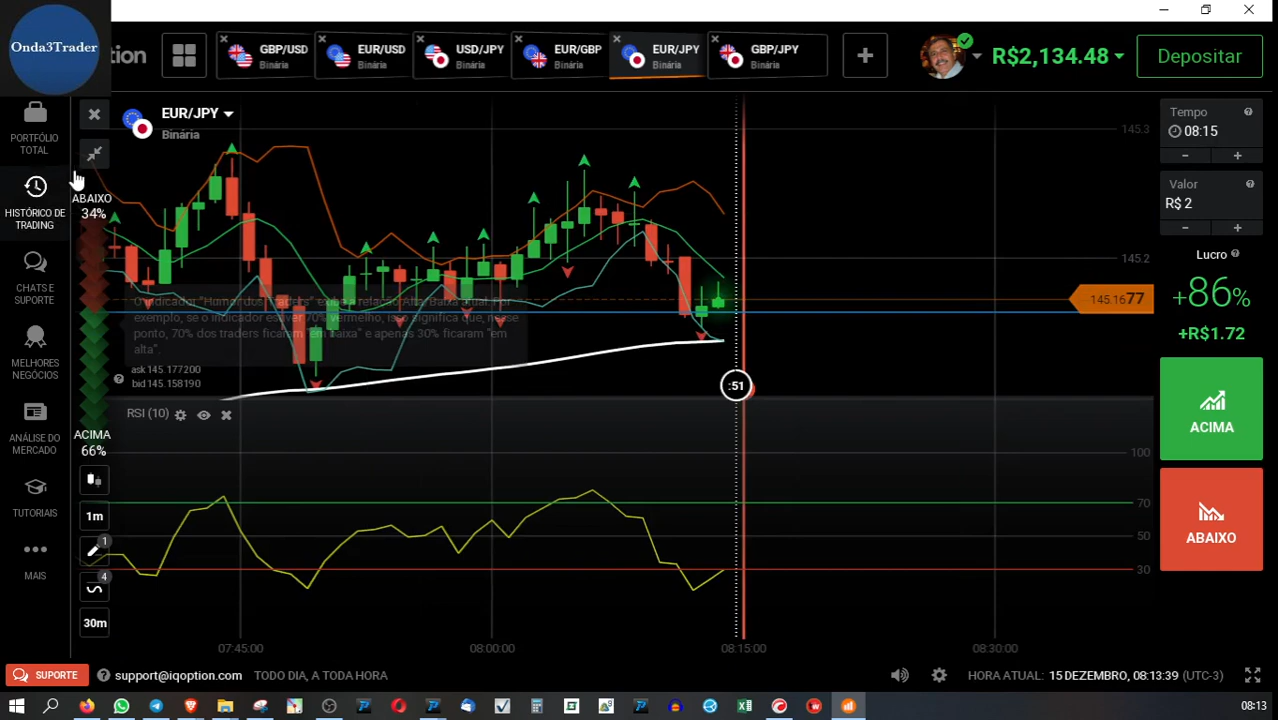 Onda3Trader
tion
GBP/USD
Binária
EUR/USD
Binária
USD/JPY
Binária
EUR/GBP
Binária
EUR/JPY
Binária
GBP/JPY
Binária
R$2,134.48
Depositar
PORTFÓLIO
TOTAL
HISTÓRICO DE
TRADING
CHATS E
SUPORTE
MELHORES
NEGÓCIOS
ANÁLISE DO
MERCADO
TUTORIAIS
MAIS
EUR/JPY
Binária
ABAIXO
34%
O indicador "Humor dos Traders" exibe a relação Alta/Baixa atual. Por
exemplo, se o indicador estiver 70% vermelho, isso significa que, nesse
ponto, 70% dos traders ficaram "em baixa" e apenas 30% ficaram "em
alta".
ask 145.177200
bid 145.158190
ACIMA
66%
1m
1
4
30m
RSI (10)
:51
145.3
145.2
145.1677
100
70
50
30
07:45:00
08:00:00
08:15:00
08:30:00
Tempo
08:15
- +
Valor
R$ 2
- +
Lucro
+86%
+R$1.72
ACIMA
ABAIXO
SUPORTE
support@iqoption.com
TODO DIA, A TODA HORA
HORA ATUAL: 15 DEZEMBRO, 08:13:39 (UTC-3)
08:13